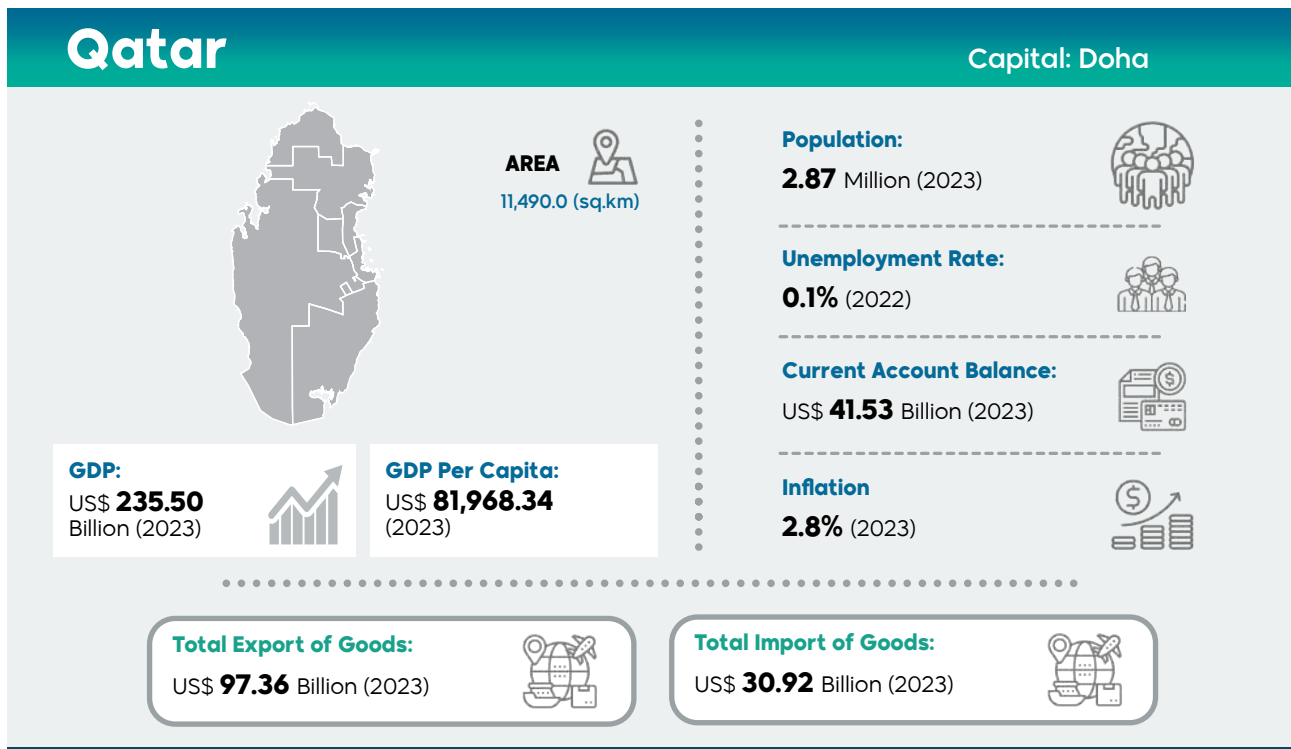 Qatar
Capital: Doha
AREA
11,490.0 (sq.km)
Population:
2.87 Million (2023)
Unemployment Rate:
0.1% (2022)
Current Account Balance:
US$ 41.53 Billion (2023)
Inflation
2.8% (2023)
GDP:
US$ 235.50
Billion (2023)
GDP Per Capita:
US$ 81,968.34
(2023)
Total Export of Goods:
US$ 97.36 Billion (2023)
Total Import of Goods:
US$ 30.92 Billion (2023)